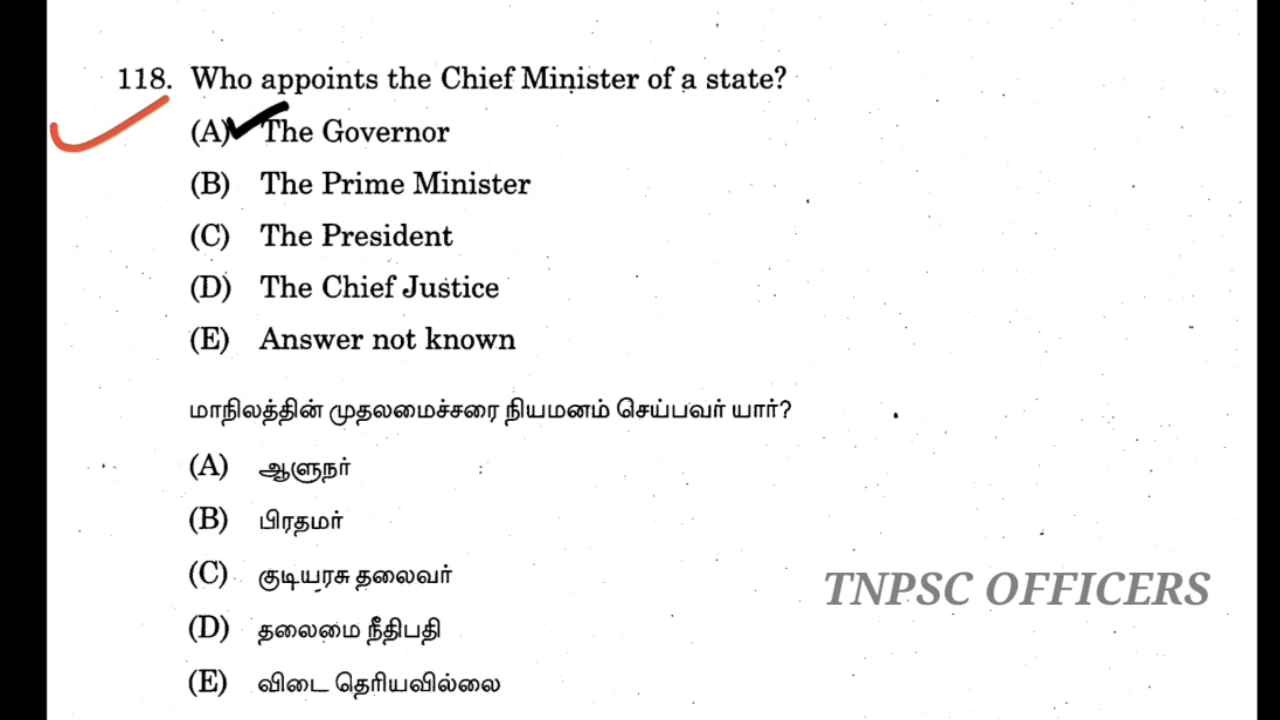 118. Who appoints the Chief Minister of a state?
(A) The Governor
(B) The Prime Minister
(C) The President
(D) The Chief Justice
(E) Answer not known
மாநிலத்தின் முதலமைச்சரை நியமனம் செய்பவர் யார்?
(A) ஆளுநர்
(B) பிரதமர்
(C) குடியரசு தலைவர்
(D) தலைமை நீதிபதி
(E) விடை தெரியவில்லை
TNPSC OFFICERS